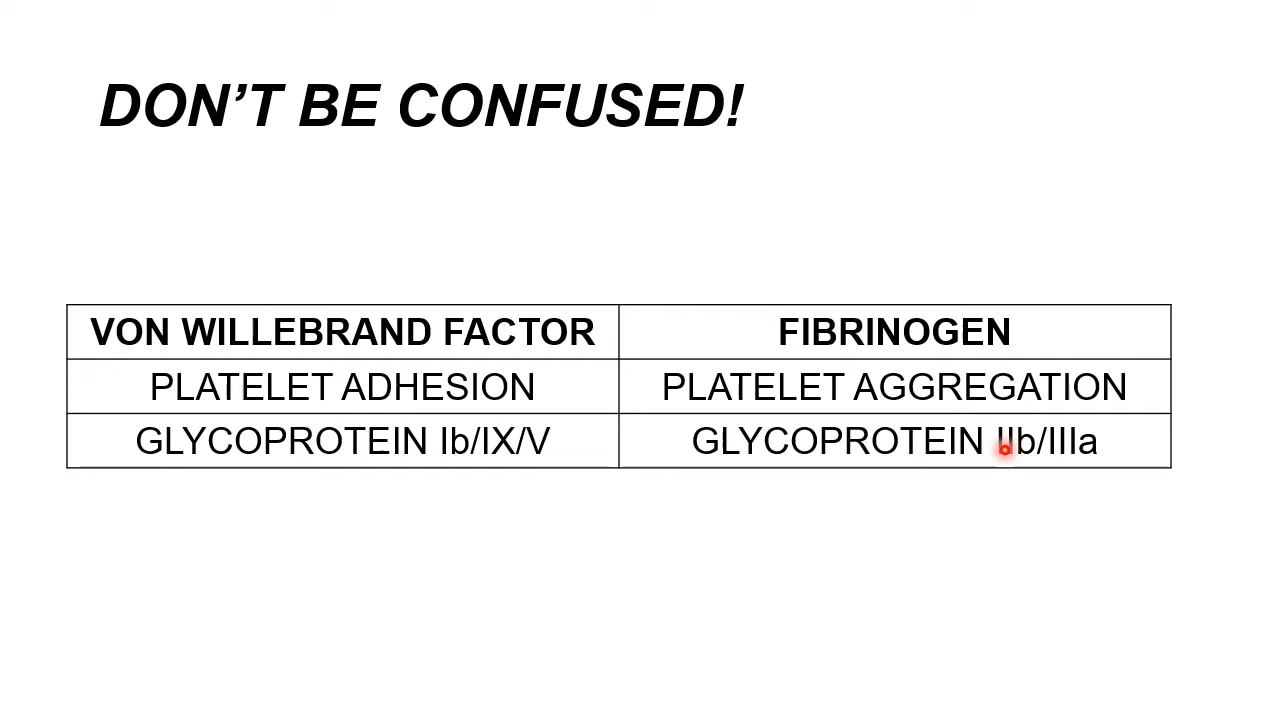 DON’T BE CONFUSED!
VON WILLEBRAND FACTOR FIBRINOGEN
PLATELET ADHESION PLATELET AGGREGATION
GLYCOPROTEIN Ib/IX/V GLYCOPROTEIN IIb/IIIa